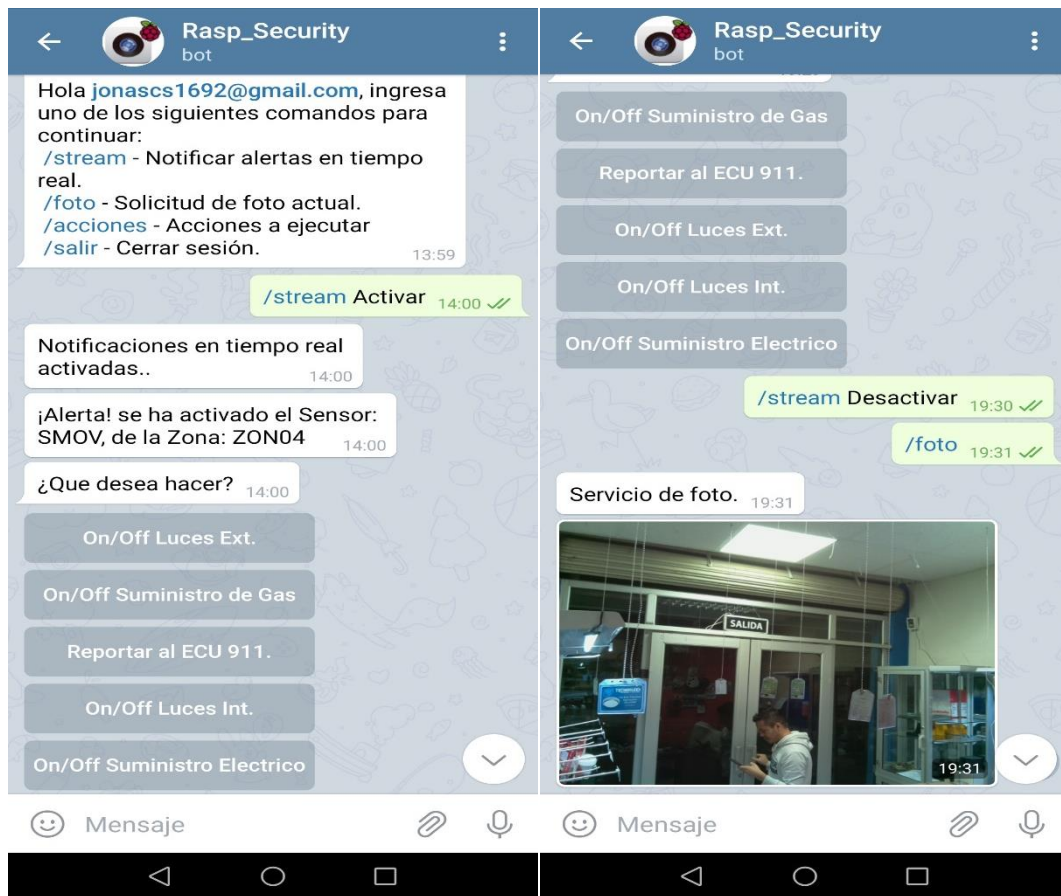 Rasp_Security
bot
Hola jonascs1692@gmail.com, ingresa
uno de los siguientes comandos para
continuar:
/stream - Notificar alertas en tiempo
real.
/foto - Solicitud de foto actual.
/acciones - Acciones a ejecutar
/salir - Cerrar sesión.
13:59
/stream Activar 14:00
Notificaciones en tiempo real
activadas..
14:00
¡Alerta! se ha activado el Sensor:
SMOV, de la Zona: ZON04 14:00
¿Que desea hacer? 14:00
On/Off Luces Ext.
On/Off Suministro de Gas
Reportar al ECU 911.
On/Off Luces Int.
On/Off Suministro Electrico
Mensaje
Rasp_Security
bot
On/Off Suministro de Gas
Reportar al ECU 911.
On/Off Luces Ext.
On/Off Luces Int.
On/Off Suministro Electrico
/stream Desactivar 19:30
/foto 19:31
Servicio de foto. 19:31
SALIDA
19:31
Mensaje